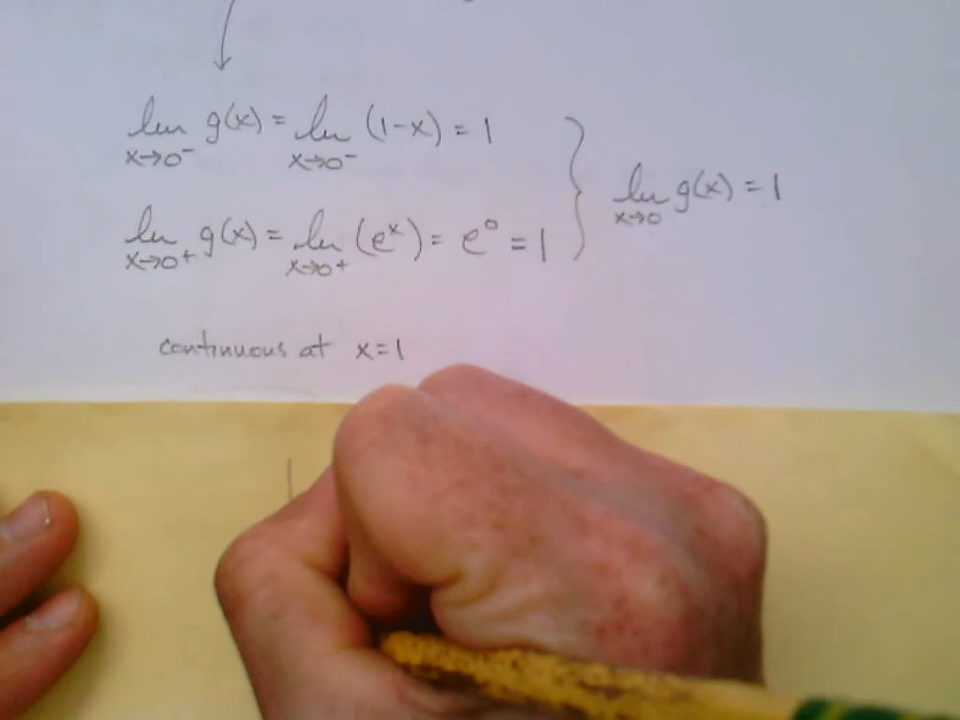 lim g(x) = lim (1-x) = 1
x→0⁻ x→0⁻
lim g(x) = lim (eˣ) = e⁰ = 1
x→0⁺ x→0⁺
} lim g(x) = 1
x→0
continuous at x=1